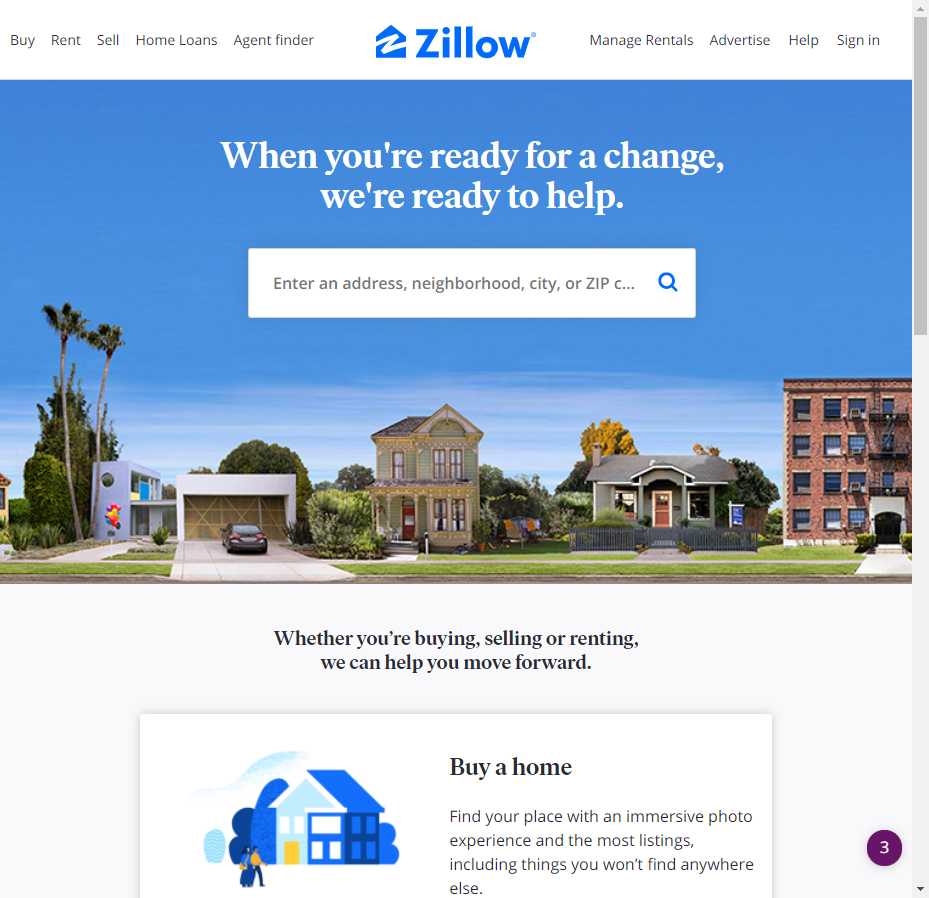 Buy Rent Sell Home Loans Agent finder Zillow® Manage Rentals Advertise Help Sign in
When you're ready for a change,
we're ready to help.
Enter an address, neighborhood, city, or ZIP c...
Whether you’re buying, selling or renting,
we can help you move forward.
Buy a home
Find your place with an immersive photo
experience and the most listings,
including things you won’t find anywhere
else.
3